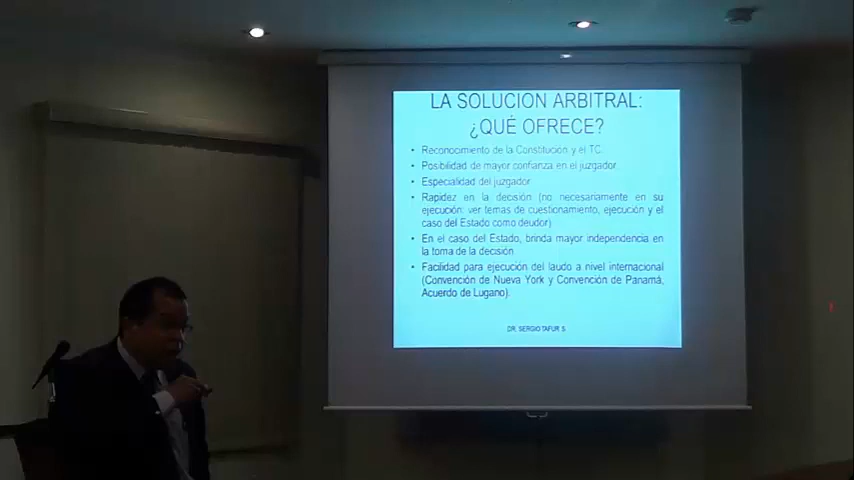 LA SOLUCION ARBITRAL:
¿QUÉ OFRECE?
• Reconocimiento de la Constitución y el TC.
• Posibilidad de mayor confianza en el juzgador.
• Especialidad del juzgador
• Rapidez en la decisión (no necesariamente en su
ejecución: ver temas de cuestionamiento, ejecución y el
caso del Estado como deudor)
• En el caso del Estado, brinda mayor independencia en
la toma de la decisión
• Facilidad para ejecución del laudo a nivel internacional
(Convención de Nueva York y Convención de Panamá,
Acuerdo de Lugano).
DR. SERGIO TAFUR S.